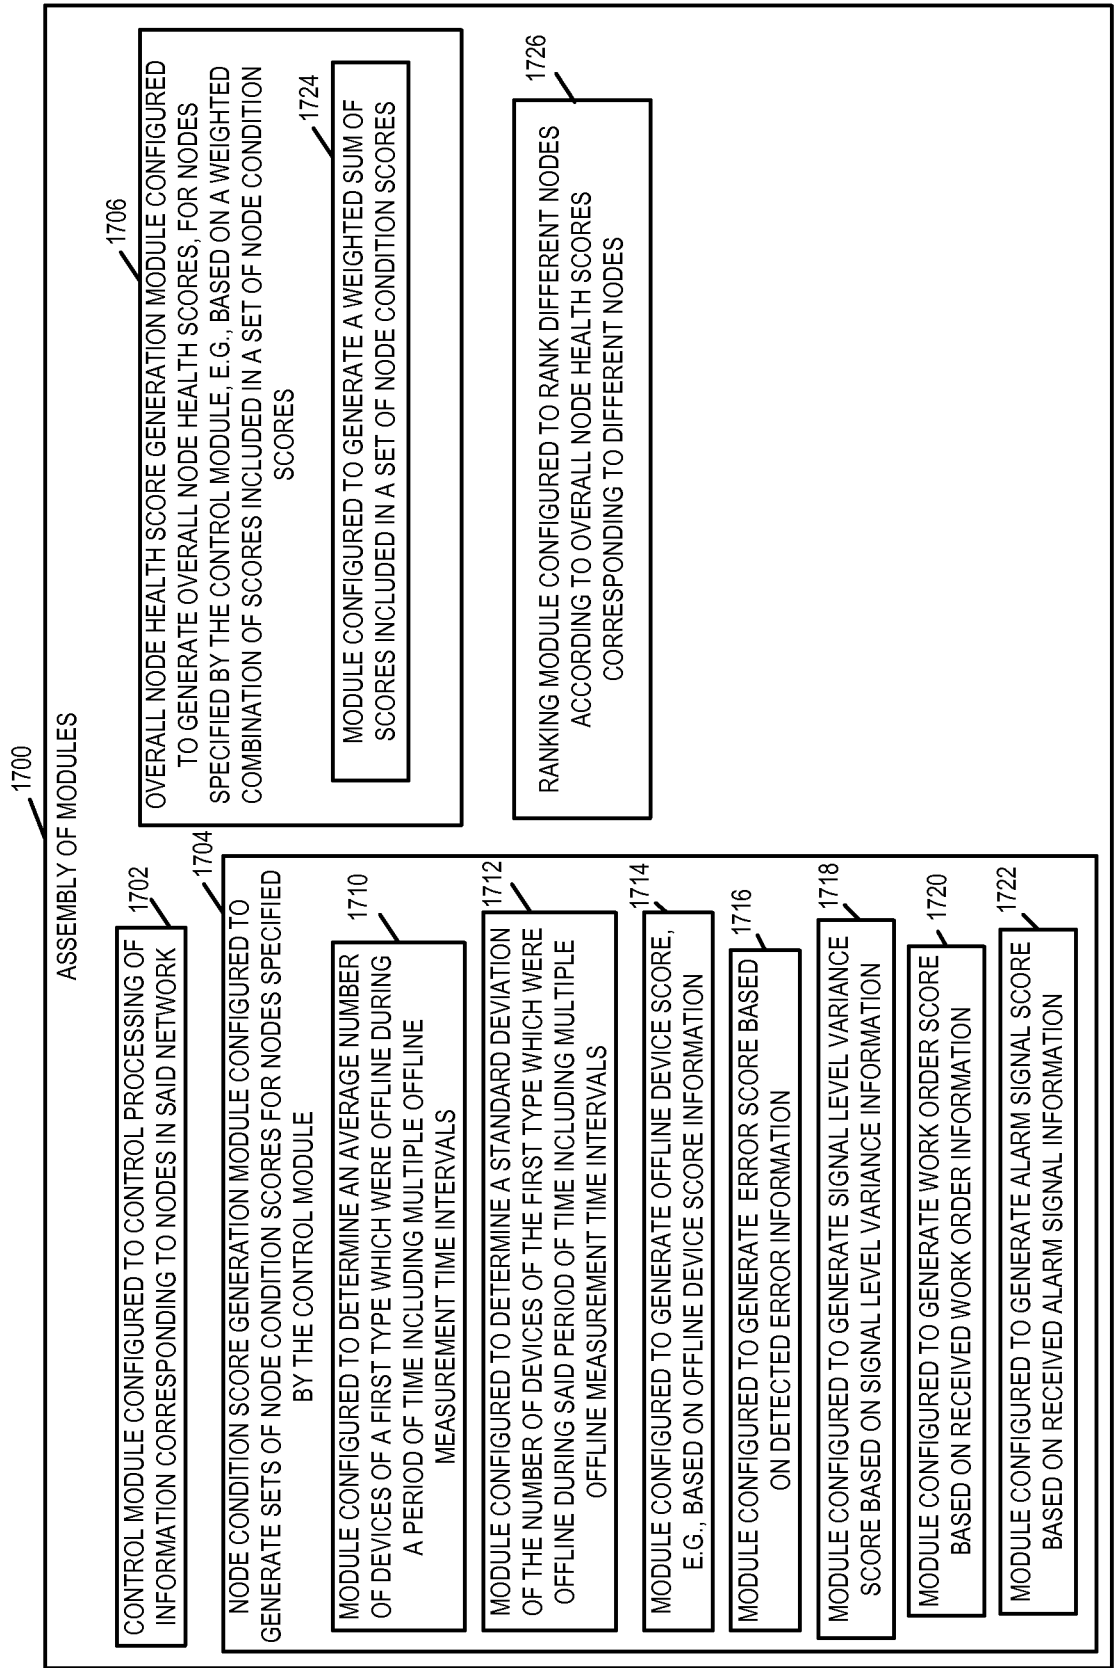 1700
ASSEMBLY OF MODULES
1702
CONTROL MODULE CONFIGURED TO CONTROL PROCESSING OF
INFORMATION CORRESPONDING TO NODES IN SAID NETWORK
1704
NODE CONDITION SCORE GENERATION MODULE CONFIGURED TO
GENERATE SETS OF NODE CONDITION SCORES FOR NODES SPECIFIED
BY THE CONTROL MODULE
1710
MODULE CONFIGURED TO DETERMINE AN AVERAGE NUMBER
OF DEVICES OF A FIRST TYPE WHICH WERE OFFLINE DURING
A PERIOD OF TIME INCLUDING MULTIPLE OFFLINE
MEASUREMENT TIME INTERVALS
1712
MODULE CONFIGURED TO DETERMINE A STANDARD DEVIATION
OF THE NUMBER OF DEVICES OF THE FIRST TYPE WHICH WERE
OFFLINE DURING SAID PERIOD OF TIME INCLUDING MULTIPLE
OFFLINE MEASUREMENT TIME INTERVALS
1714
MODULE CONFIGURED TO GENERATE OFFLINE DEVICE SCORE,
E.G., BASED ON OFFLINE DEVICE SCORE INFORMATION
1716
MODULE CONFIGURED TO GENERATE ERROR SCORE BASED
ON DETECTED ERROR INFORMATION
1718
MODULE CONFIGURED TO GENERATE SIGNAL LEVEL VARIANCE
SCORE BASED ON SIGNAL LEVEL VARIANCE INFORMATION
1720
MODULE CONFIGURED TO GENERATE WORK ORDER SCORE
BASED ON RECEIVED WORK ORDER INFORMATION
1722
MODULE CONFIGURED TO GENERATE ALARM SIGNAL SCORE
BASED ON RECEIVED ALARM SIGNAL INFORMATION
1706
OVERALL NODE HEALTH SCORE GENERATION MODULE CONFIGURED
TO GENERATE OVERALL NODE HEALTH SCORES, FOR NODES
SPECIFIED BY THE CONTROL MODULE, E.G., BASED ON A WEIGHTED
COMBINATION OF SCORES INCLUDED IN A SET OF NODE CONDITION
SCORES
1724
MODULE CONFIGURED TO GENERATE A WEIGHTED SUM OF
SCORES INCLUDED IN A SET OF NODE CONDITION SCORES
1726
RANKING MODULE CONFIGURED TO RANK DIFFERENT NODES
ACCORDING TO OVERALL NODE HEALTH SCORES
CORRESPONDING TO DIFFERENT NODES